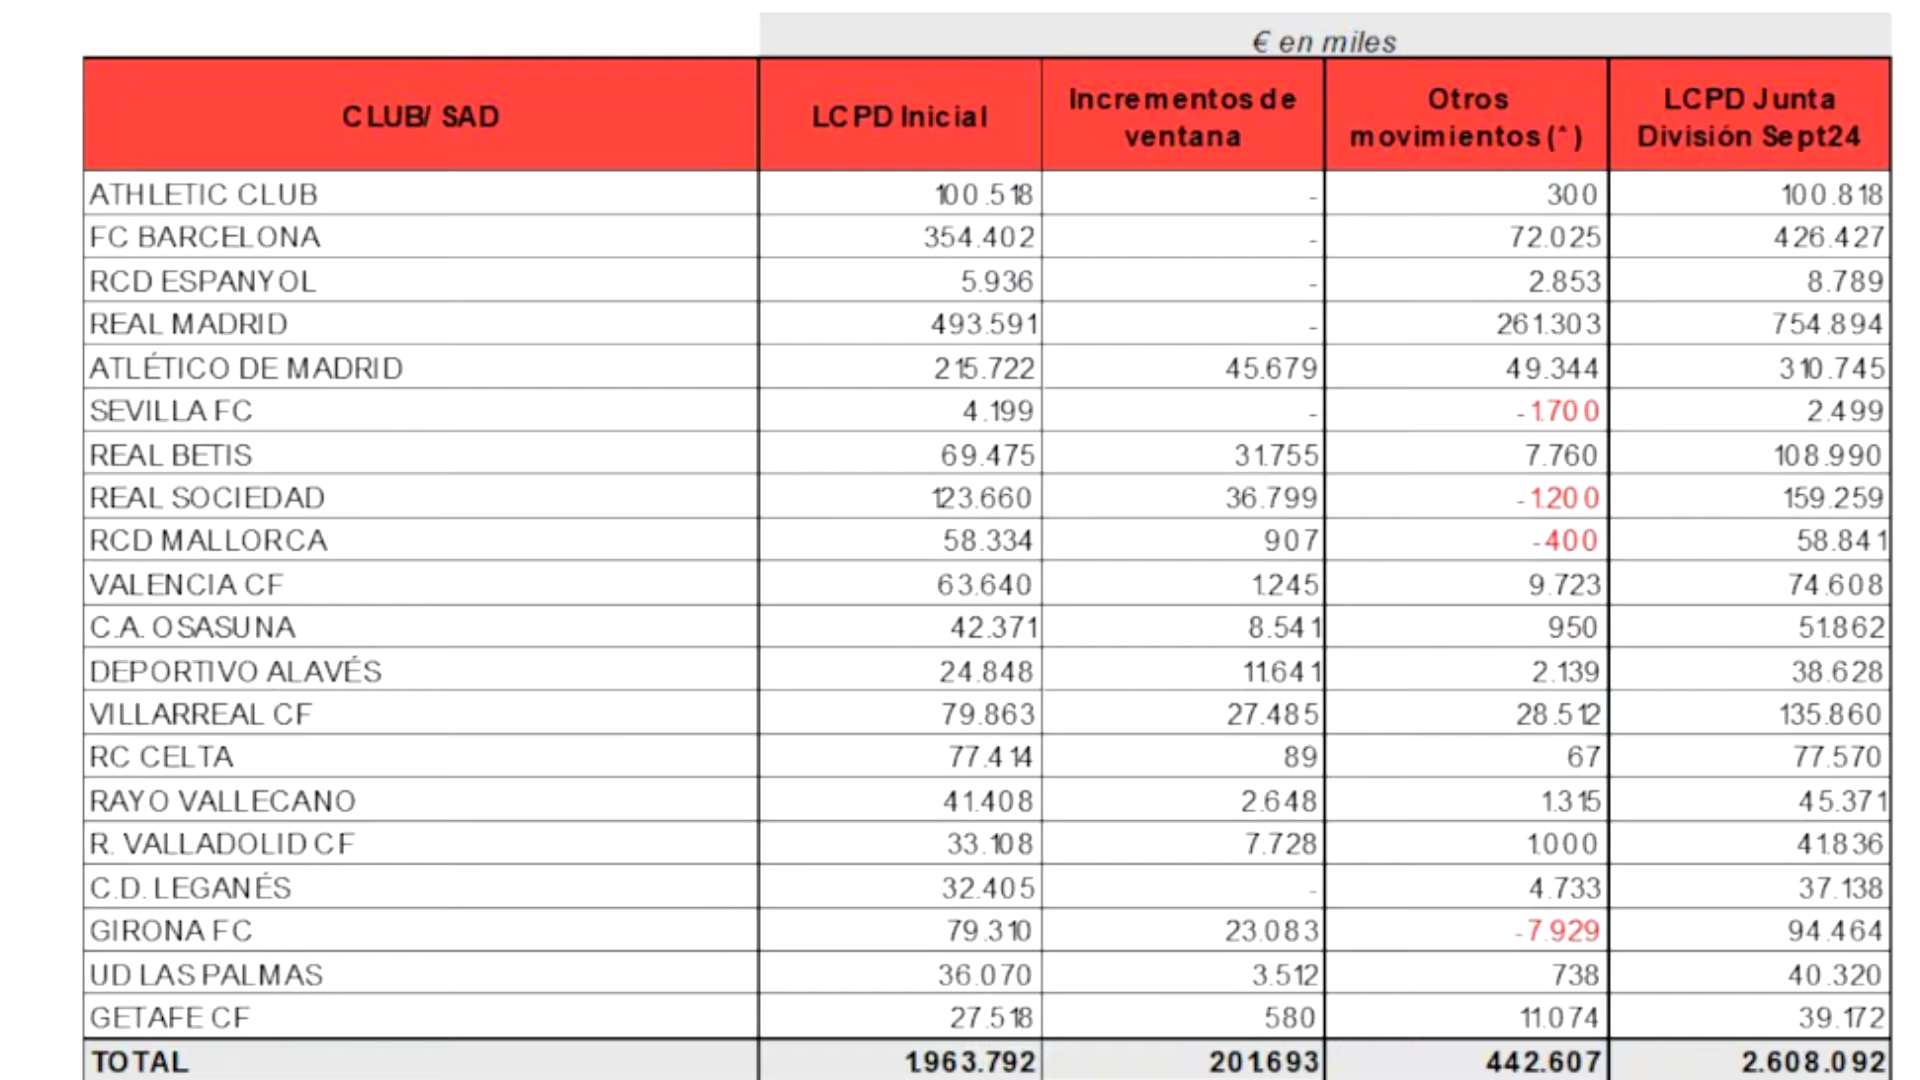 € en miles
CLUB/ SAD LCPD Inicial Incrementos de ventana Otros movimientos (^) LCPD Junta División Sept24
ATHLETIC CLUB 100.518 - 300 100.818
FC BARCELONA 354.402 - 72.025 426.427
RCD ESPANYOL 5.936 - 2.853 8.789
REAL MADRID 493.591 - 261.303 754.894
ATLÉTICO DE MADRID 215.722 45.679 49.344 310.745
SEVILLA FC 4.199 - -1.700 2.499
REAL BETIS 69.475 31.755 7.760 108.990
REAL SOCIEDAD 123.660 36.799 -1.200 159.259
RCD MALLORCA 58.334 907 -400 58.841
VALENCIA CF 63.640 1.245 9.723 74.608
C.A. OSASUNA 42.371 8.541 950 51.862
DEPORTIVO ALAVÉS 24.848 11.641 2.139 38.628
VILLARREAL CF 79.863 27.485 28.512 135.860
RC CELTA 77.414 89 67 77.570
RAYO VALLECANO 41.408 2.648 1.315 45.371
R. VALLADOLID CF 33.108 7.728 1.000 41.836
C.D. LEGANÉS 32.405 - 4.733 37.138
GIRONA FC 79.310 23.083 -7.929 94.464
UD LAS PALMAS 36.070 3.512 738 40.320
GETAFE CF 27.518 580 11.074 39.172
TOTAL 1.963.792 201.693 442.607 2.608.092